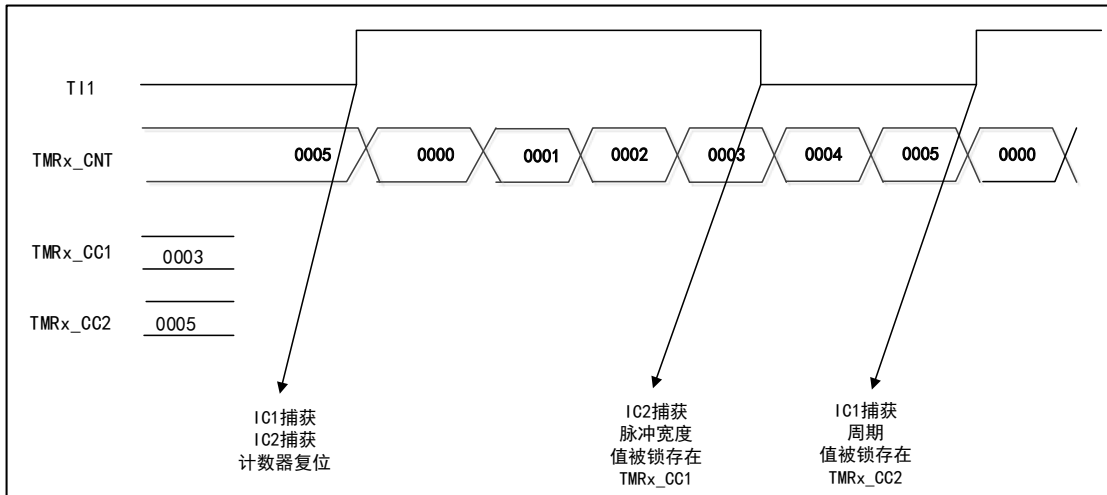 TI1
TMRx_CNT
0005 0000 0001 0002 0003 0004 0005 0000
TMRx_CC1
0003
TMRx_CC2
0005
IC1捕获
IC2捕获
计数器复位
IC2捕获
脉冲宽度
值被锁存在
TMRx_CC1
IC1捕获
周期
值被锁存在
TMRx_CC2